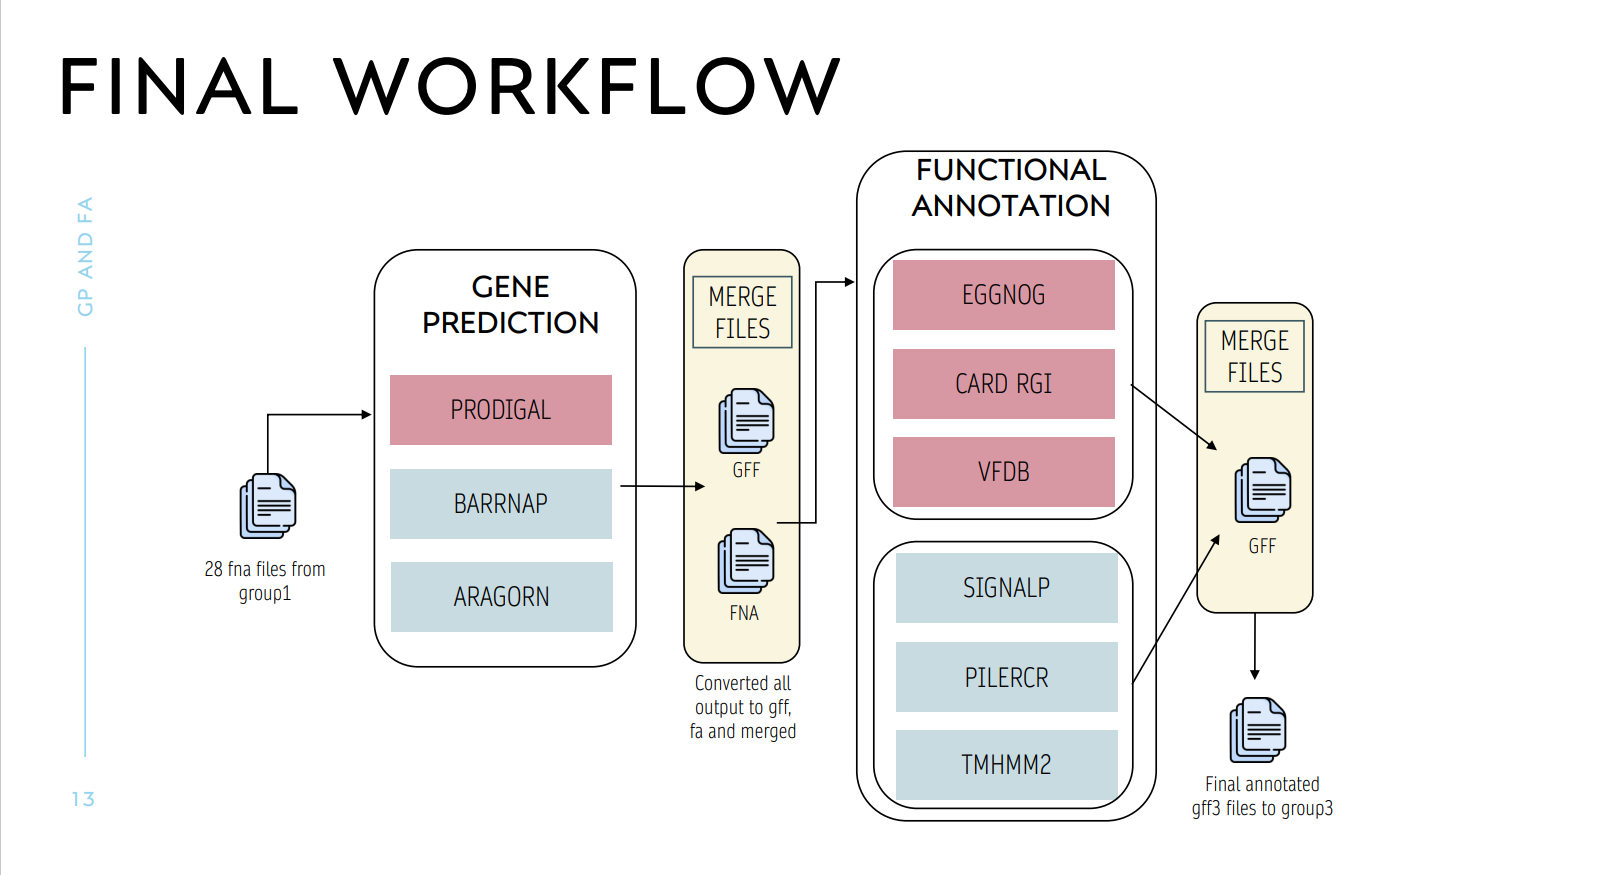 FINAL WORKFLOW
GP AND FA
13
28 fna files from
group1
GENE
PREDICTION
PRODIGAL
BARRNAP
ARAGORN
MERGE
FILES
GFF
FNA
Converted all
output to gff,
fa and merged
FUNCTIONAL
ANNOTATION
EGGNOG
CARD RGI
VFDB
SIGNALP
PILERCR
TMHMM2
MERGE
FILES
GFF
Final annotated
gff3 files to group3